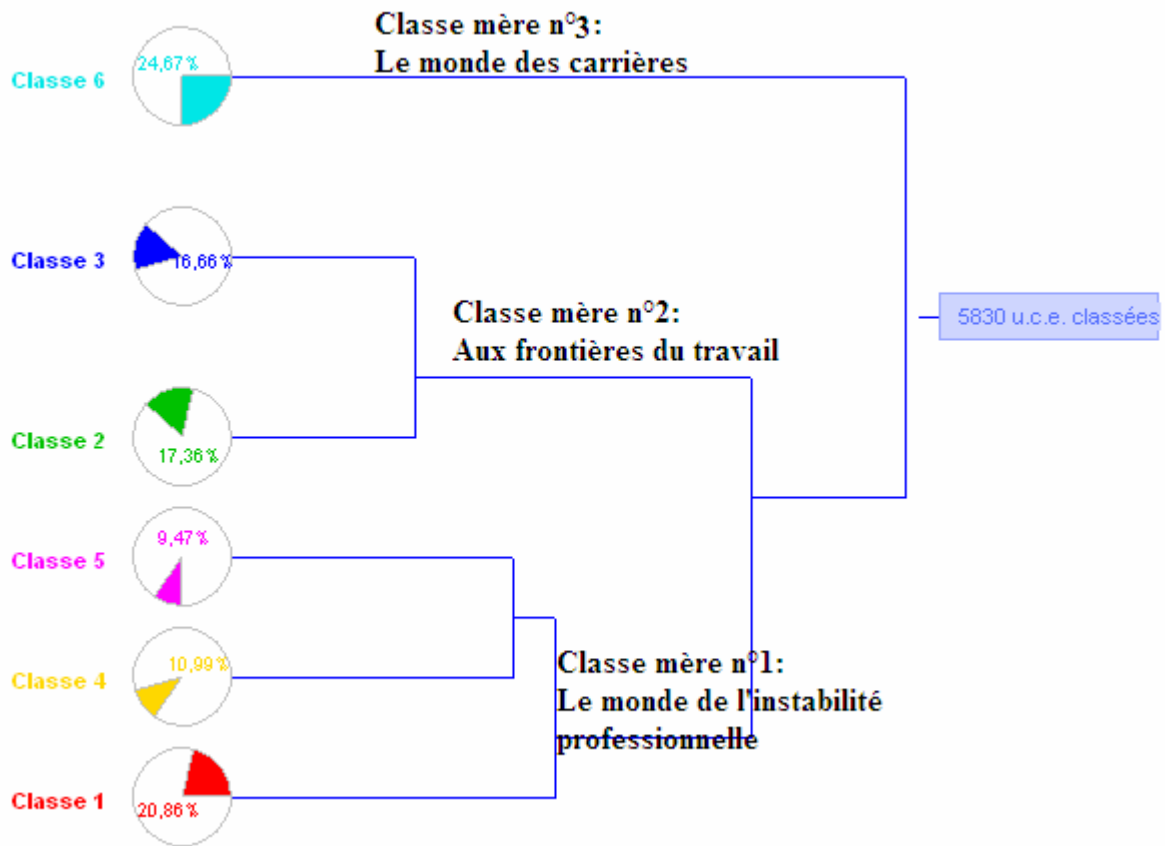 Classe mère n°3:
Le monde des carrières
24,67 %
Classe 6
Classe 3
16,66 %
Classe mère n°2:
Aux frontières du travail
5830 u.c.e. classées
Classe 2
17,36 %
9,47 %
Classe 5
10,99 %
Classe 4
Classe mère n°1:
Le monde de l'instabilité
professionnelle
Classe 1
20,86 %